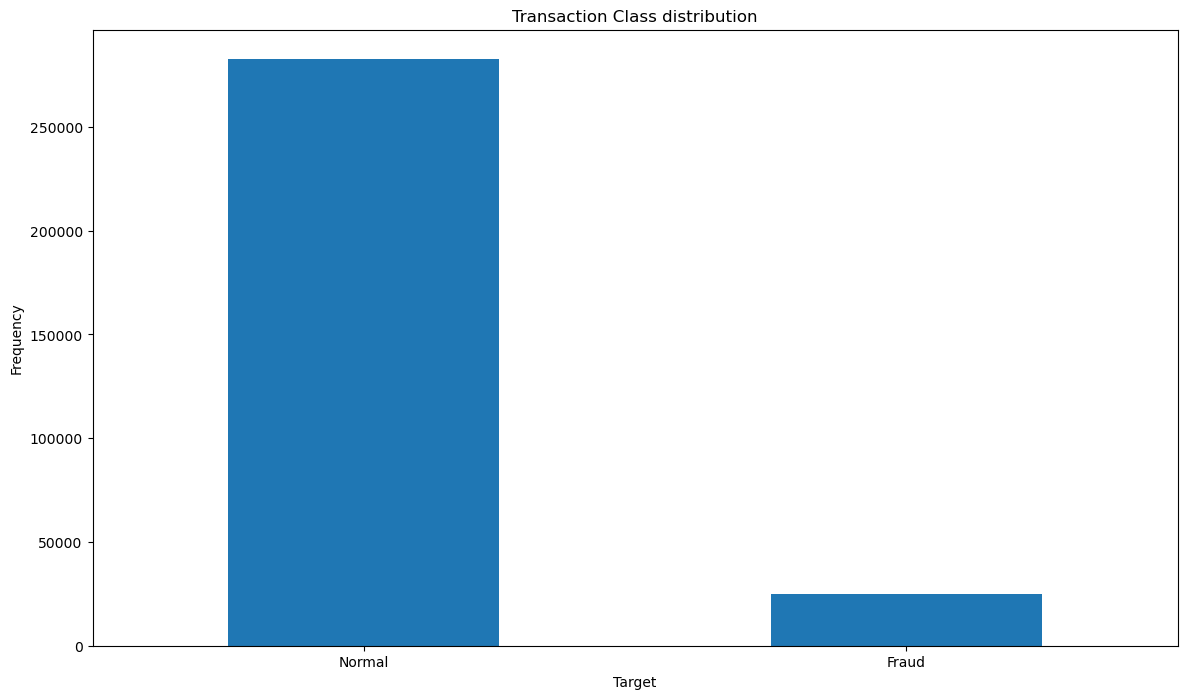 Transaction Class distribution
Frequency
250000
200000
150000
100000
50000
0
Normal
Fraud
Target